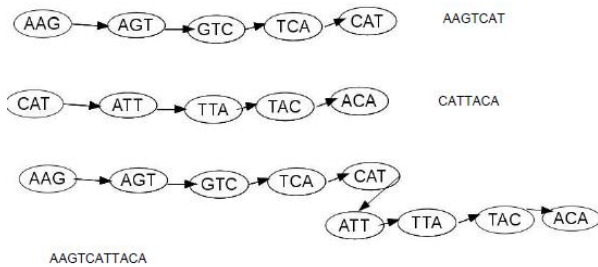 AAG AGT GTC TCA CAT AAGTCAT
CAT ATT TTA TAC ACA CATTACA
AAG AGT GTC TCA CAT
ATT TTA TAC ACA
AAGTCATTACA